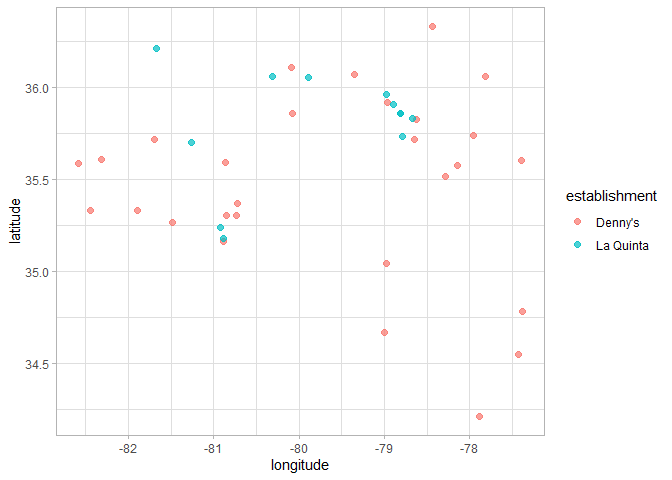 36.0
35.5
35.0
34.5
latitude
-82
-81
-80
-79
-78
longitude
establishment
Denny's
La Quinta